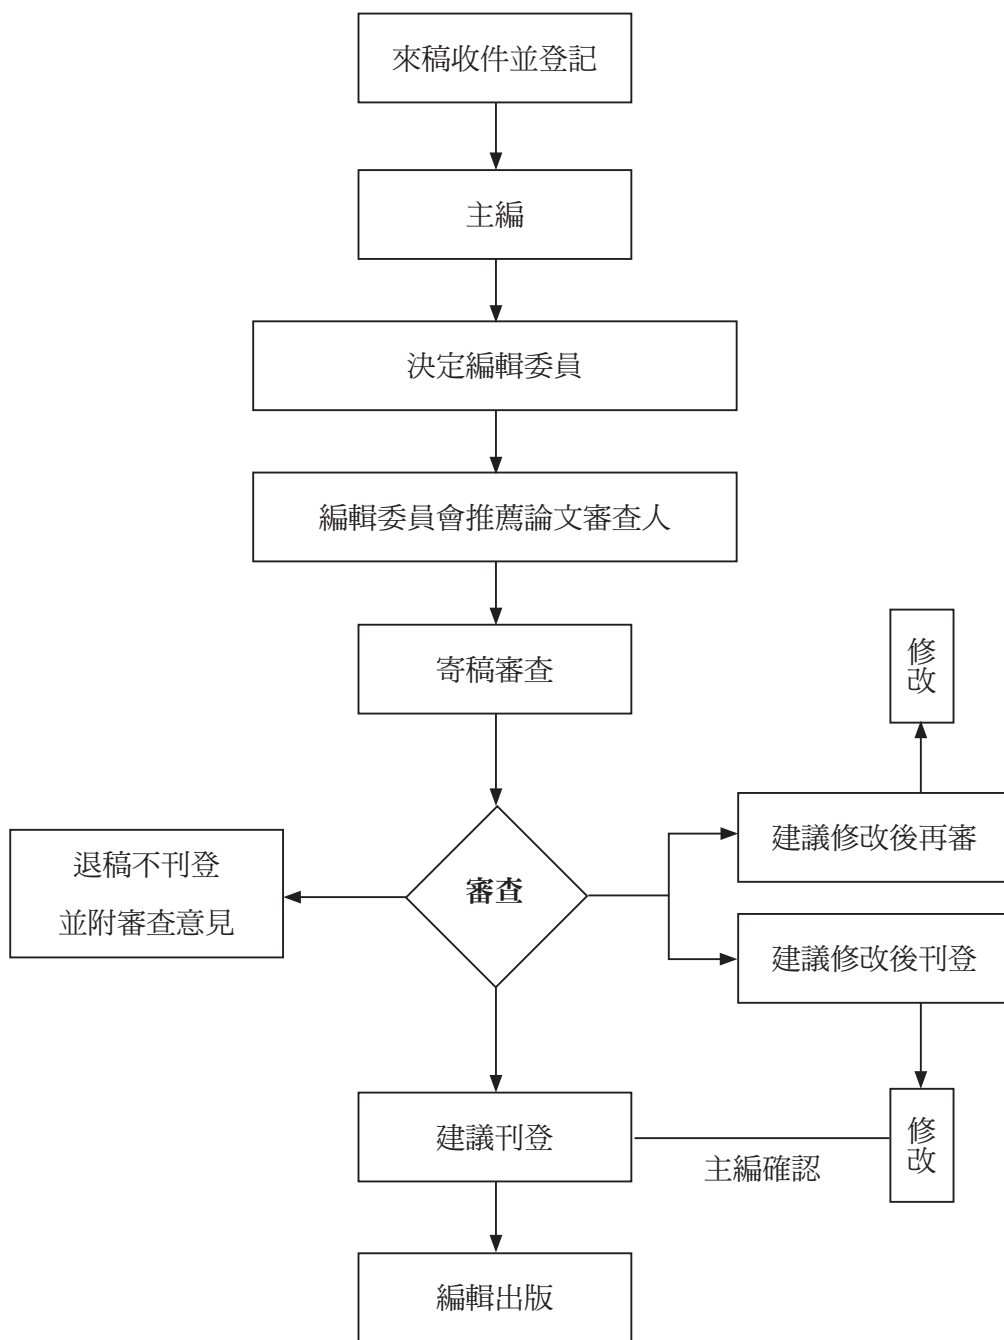 來稿收件並登記
主編
決定編輯委員
編輯委員會推薦論文審查人
寄稿審查
修改
建議修改後再審
退稿不刊登
並附審查意見
審查
建議修改後刊登
建議刊登
主編確認
修改
編輯出版